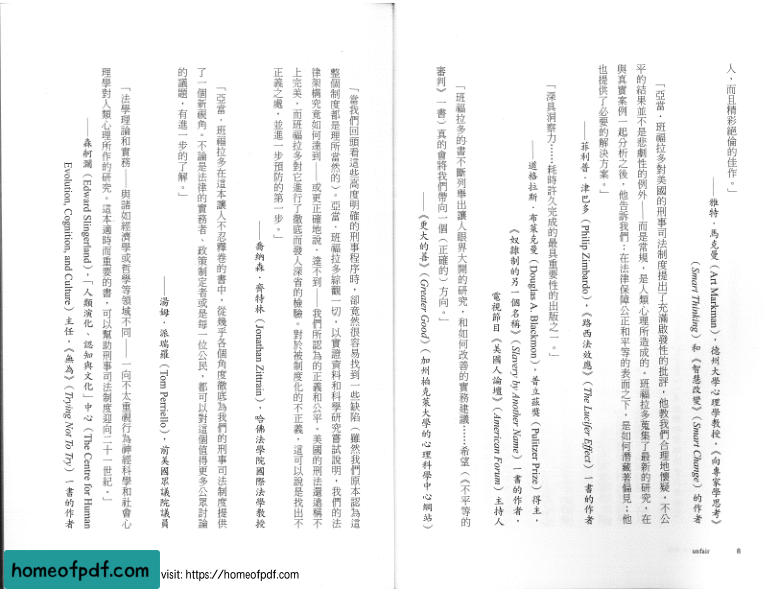 人，而且精彩絕倫的佳作。」
——雅特．馬克曼（Art Markman），德州大學心理學教授，《向專家學思考》
（Smart Thinking）和《智慧改變》（Smart Change）的作者
「亞當．班福拉多對美國的刑事司法制度提出了充滿啟發性的批評，他教我們合理地懷疑，不公
平的結果並不是悲劇性的例外——而是常規，是人類心理所造成的。班福拉多蒐集了最新的研究，在
與真實案例一起分析之後，他告訴我們：在法律保障公正和平等的表面之下，是如何潛藏著偏見；他
也提供了必要的解決方案。」
——菲利普．津巴多（Philip Zimbardo），《路西法效應》（The Lucifer Effect）一書的作者
「深具洞察力……耗時許久完成的最具重要性的出版之一。」
——道格拉斯．布萊克曼（Douglas A. Blackmon），普立茲獎（Pulitzer Prize）得主，
《奴隸制的另一個名稱》（Slavery by Another Name）一書的作者，
電視節目《美國人論壇》（American Forum）主持人
「班福拉多的書不斷列舉出讓人眼界大開的研究，和如何改善的實務建議……希望（《不平等的
審判》一書）真的會將我們帶向一個（正確的）方向。」
——《更大的善》（Greater Good）（加州柏克萊大學的心理科學中心網站）
unfair
8
「當我們回頭看這些高度明確的刑事程序時，卻竟然很容易找到一些缺陷（雖然我們原本認為這
整個制度都是理所當然的）。亞當．班福拉多綜觀一切，以實證資料和科學研究嘗試說明，我們的法
律架構究竟如何達到——或更正確地說，達不到——我們所認為的正義和公平。美國的刑法還遠稱不
上完美，而班福拉多對它進行了徹底而發人深省的檢驗。對於被制度化的不正義，這可以說是找出不
正義之處，並進一步預防的第一步。」
——喬納森．齊特林（Jonathan Zittrain），哈佛法學院國際法學教授
「亞當．班福拉多在這本讓人不忍釋卷的書中，從幾乎各個角度徹底為我們的刑事司法制度提供
了一個新視角。不論是法律的實務者、政策制定者或是每一位公民，都可以對這個值得更多公眾討論
的議題，有進一步的了解。」
——湯姆．派瑞羅（Tom Perriello），前美國眾議院議員
「法學理論和實務——與諸如經濟學或哲學等領域不同——一向不太重視行為神經科學和社會心
理學對人類心理所作的研究。這本適時而重要的書，可以幫助刑事司法制度迎向二十一世紀。」
——森舸瀾（Edward Slingerland），「人類演化、認知與文化」中心（The Centre for Human
Evolution, Cognition, and Culture）主任，《無為》（Trying Not To Try）一書的作者
homeofpdf.com
visit: https://homeofpdf.com